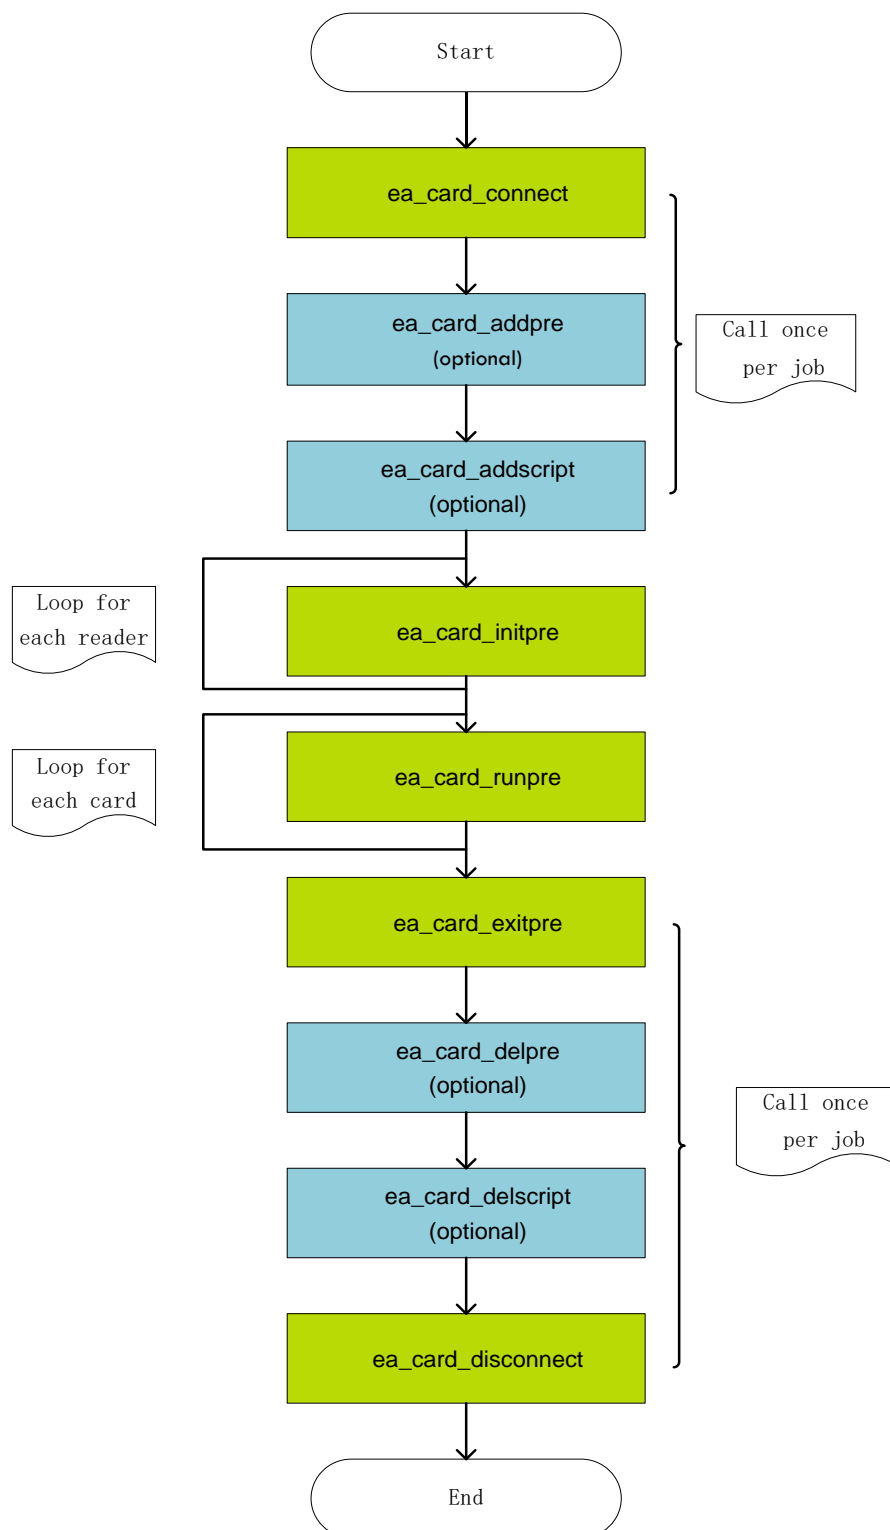 Start
ea_card_connect
ea_card_addpre
(optional)
Call once
per job
ea_card_addscript
(optional)
Loop for
each reader
ea_card_initpre
Loop for
each card
ea_card_runpre
ea_card_exitpre
ea_card_delpre
(optional)
Call once
per job
ea_card_delscript
(optional)
ea_card_disconnect
End